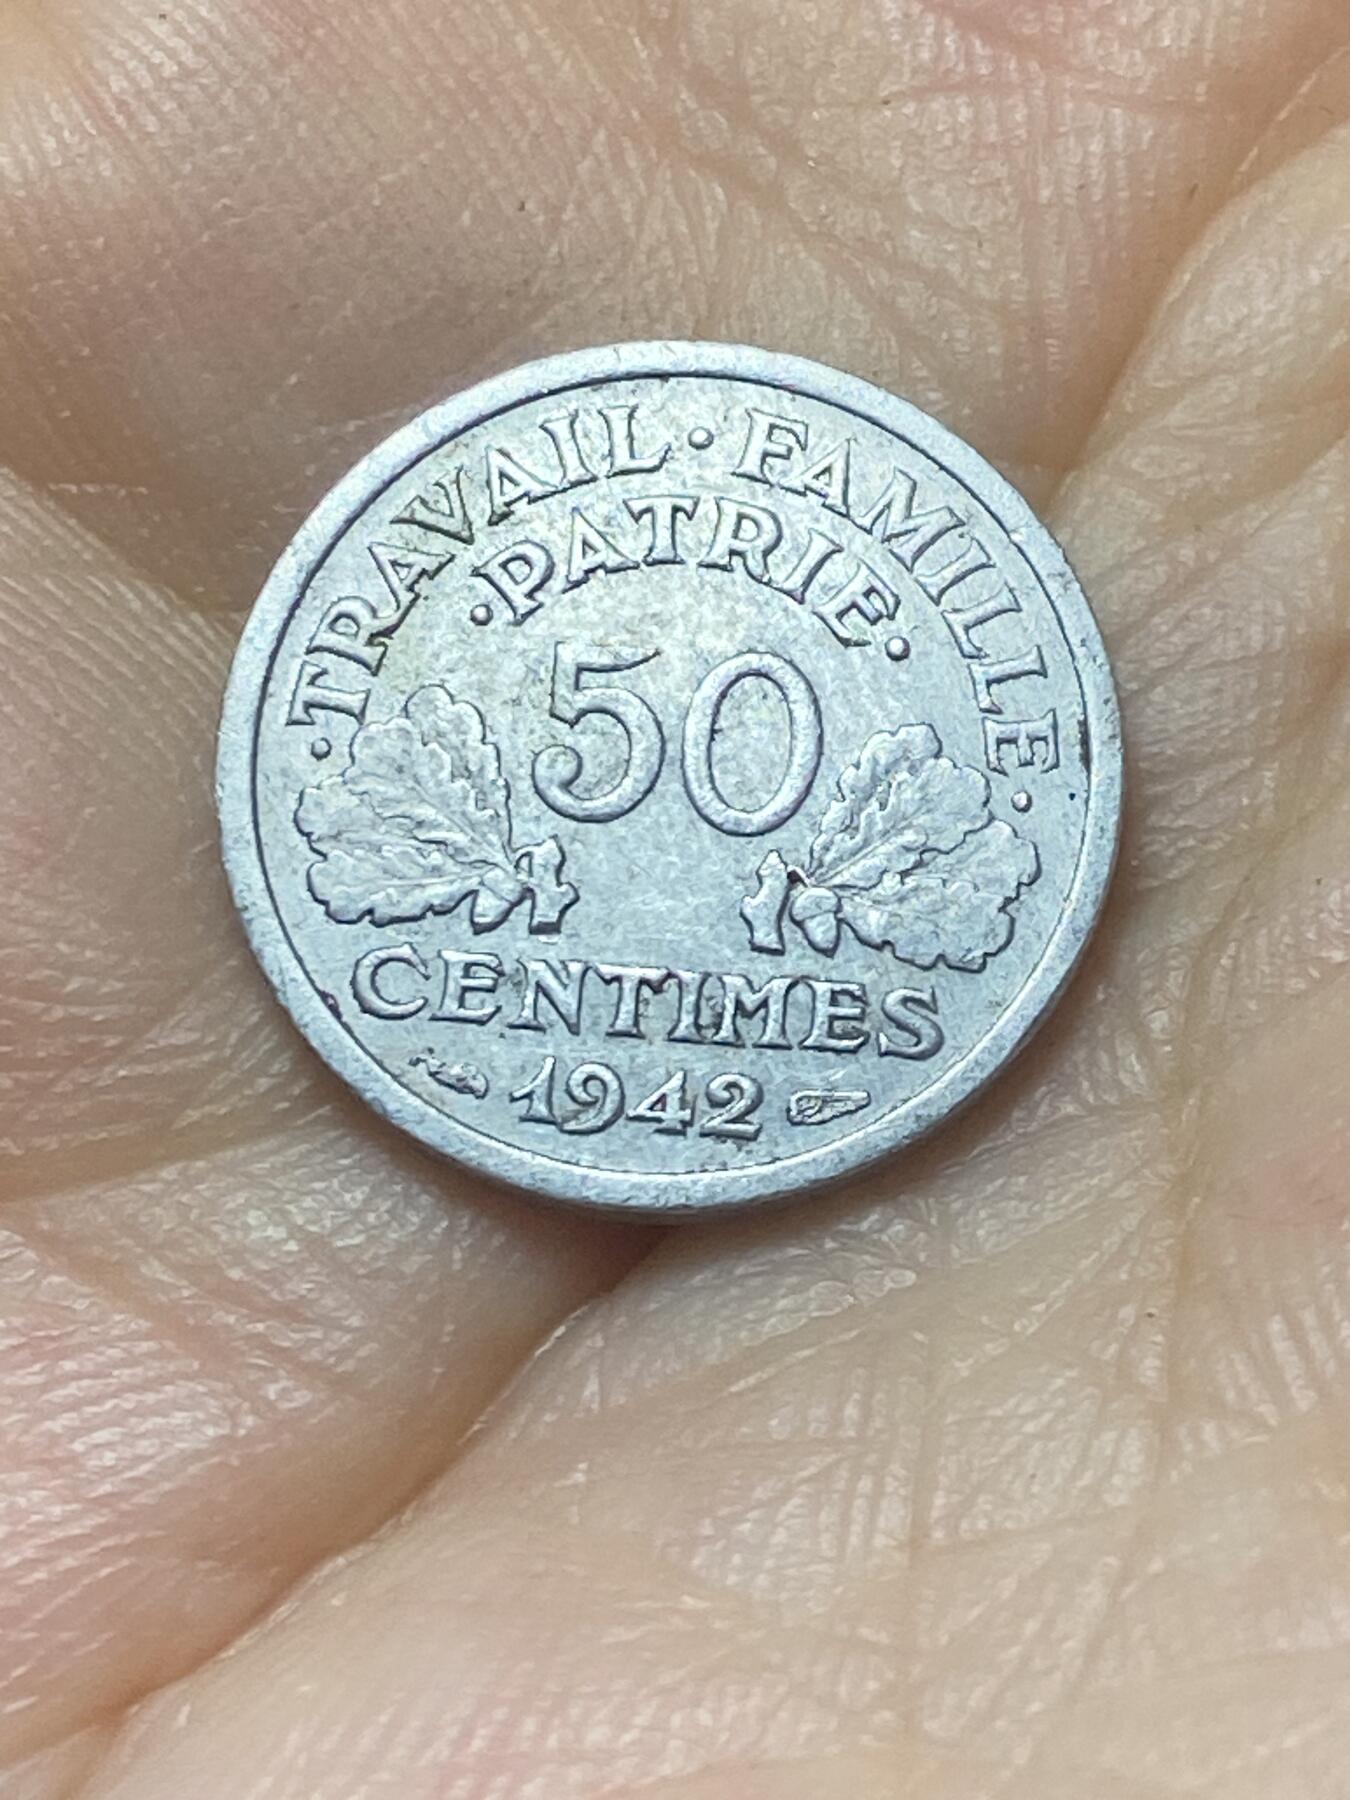 ·TRAVAIL·FAMILLE·
·PATRIE·
50
CENTIMES
1942